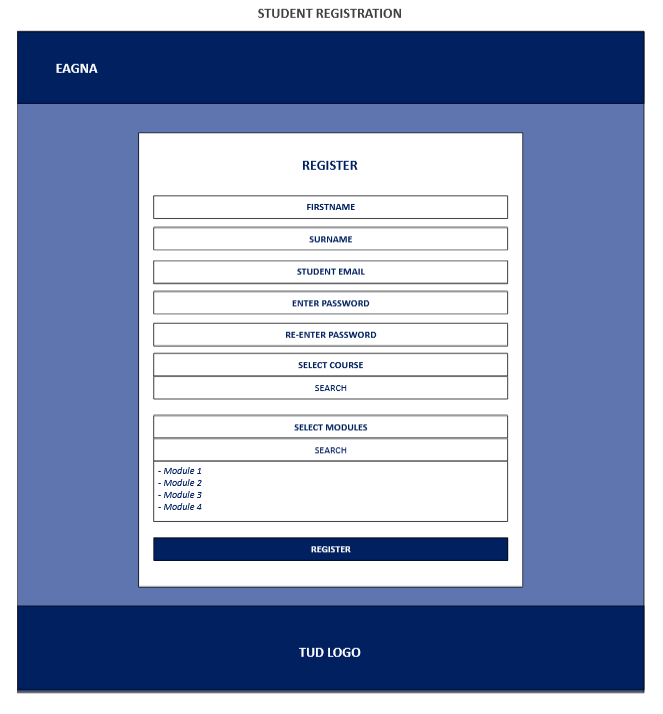 STUDENT REGISTRATION
EAGNA
REGISTER
FIRSTNAME
SURNAME
STUDENT EMAIL
ENTER PASSWORD
RE-ENTER PASSWORD
SELECT COURSE
SEARCH
SELECT MODULES
SEARCH
- Module 1
- Module 2
- Module 3
- Module 4
REGISTER
TUD LOGO